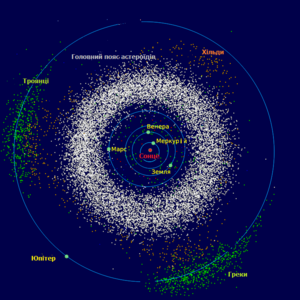 Хільди
Головний пояс астероїдів
Троянці
Венера
Меркурій
Марс
Сонце
Земля
Юпітер
Греки